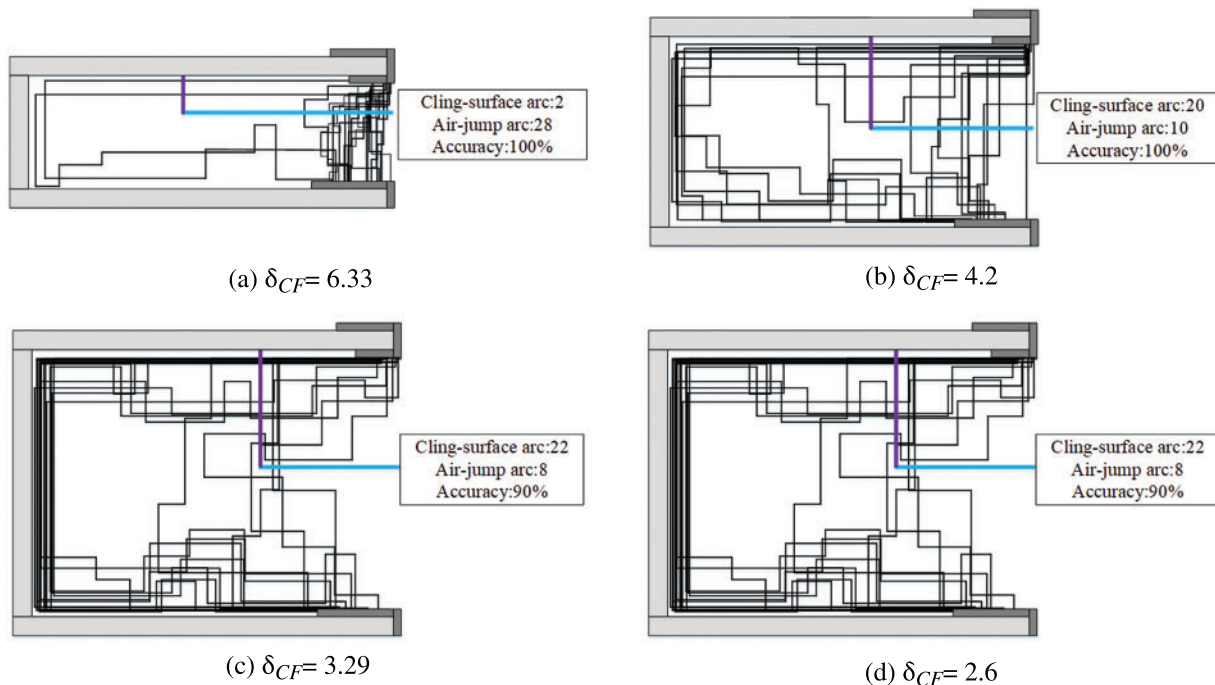 Cling-surface arc:2
Air-jump arc:28
Accuracy:100%
(a) δCF= 6.33
Cling-surface arc:20
Air-jump arc:10
Accuracy:100%
(b) δCF= 4.2
Cling-surface arc:22
Air-jump arc:8
Accuracy:90%
(c) δCF= 3.29
Cling-surface arc:22
Air-jump arc:8
Accuracy:90%
(d) δCF= 2.6